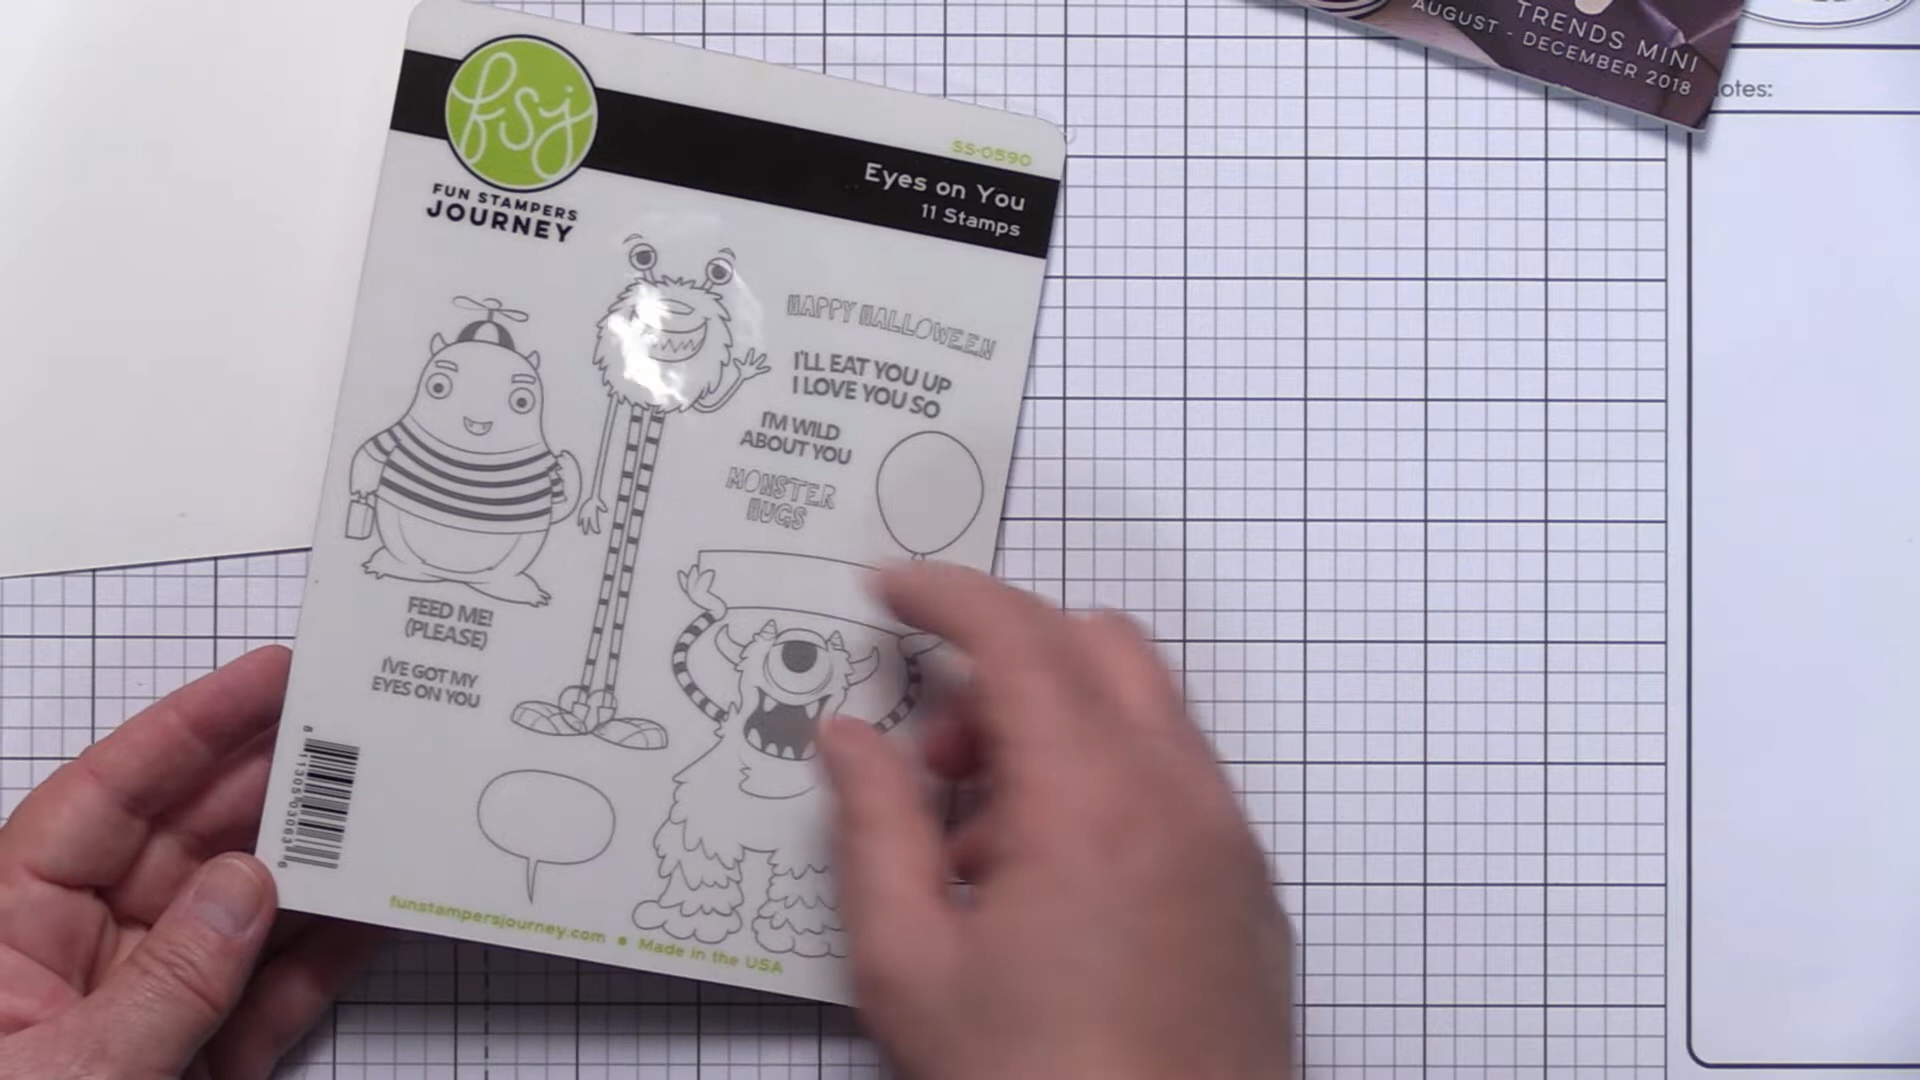 TRENDS MINI
AUGUST - DECEMBER 2018
otes:
fsj
FUN STAMPERS
JOURNEY
SS-0590
Eyes on You
11 Stamps
HAPPY HALLOWEEN
I'LL EAT YOU UP
I LOVE YOU SO
I'M WILD
ABOUT YOU
MONSTER
HUGS
FEED ME!
(PLEASE)
I'VE GOT MY
EYES ON YOU
funstampersjourney.com • Made in the USA